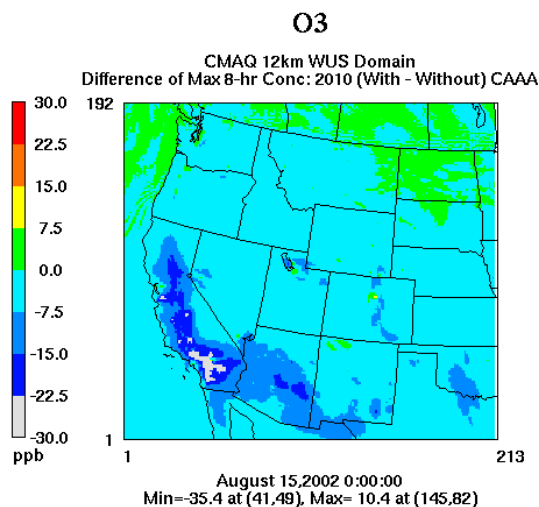 O3
CMAQ 12km WUS Domain
Difference of Max 8-hr Conc: 2010 (With - Without) CAAA
30.0
22.5
15.0
7.5
0.0
-7.5
-15.0
-22.5
-30.0
ppb
192
1
1
213
August 15,2002 0:00:00
Min=-35.4 at (41,49), Max= 10.4 at (145,82)